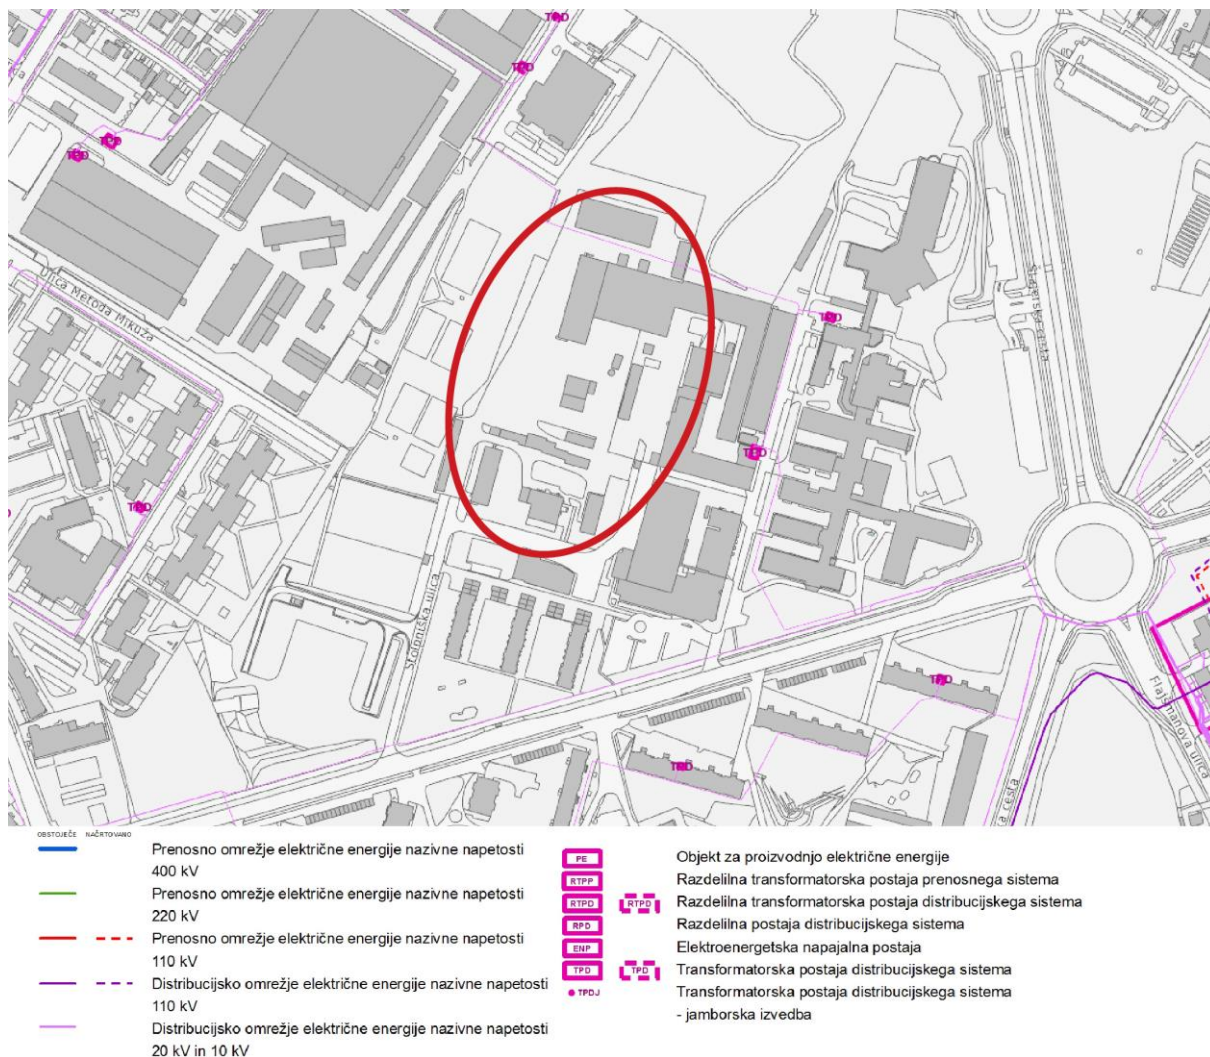 TPD
TPD
TPD
TPD
Ulica Metoda Mikuža
TPD
Štajerska cesta
TPD
TPD
Stolpniška ulica
TPD
Flajšmanova ulica
TPD
a cesta
OBSTOJEČE NAČRTOVANO
Prenosno omrežje električne energije nazivne napetosti
400 kV
Prenosno omrežje električne energije nazivne napetosti
220 kV
Prenosno omrežje električne energije nazivne napetosti
110 kV
Distribucijsko omrežje električne energije nazivne napetosti
110 kV
Distribucijsko omrežje električne energije nazivne napetosti
20 kV in 10 kV
PE Objekt za proizvodnjo električne energije
RTPP Razdelilna transformatorska postaja prenosnega sistema
RTPD RTPD Razdelilna transformatorska postaja distribucijskega sistema
RPD Razdelilna postaja distribucijskega sistema
ENP Elektroenergetska napajalna postaja
TPD TPD Transformatorska postaja distribucijskega sistema
TPDJ Transformatorska postaja distribucijskega sistema
- jamborska izvedba